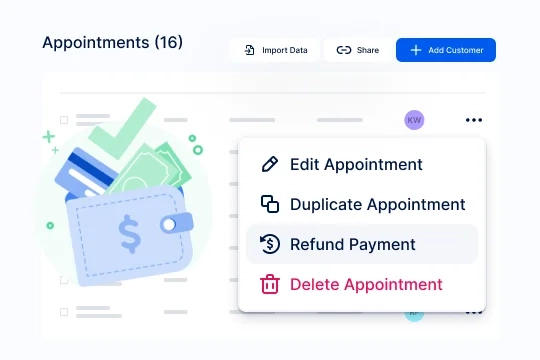 Appointments (16)
Import Data
Share
Add Customer
KW
Edit Appointment
Duplicate Appointment
Refund Payment
Delete Appointment
$